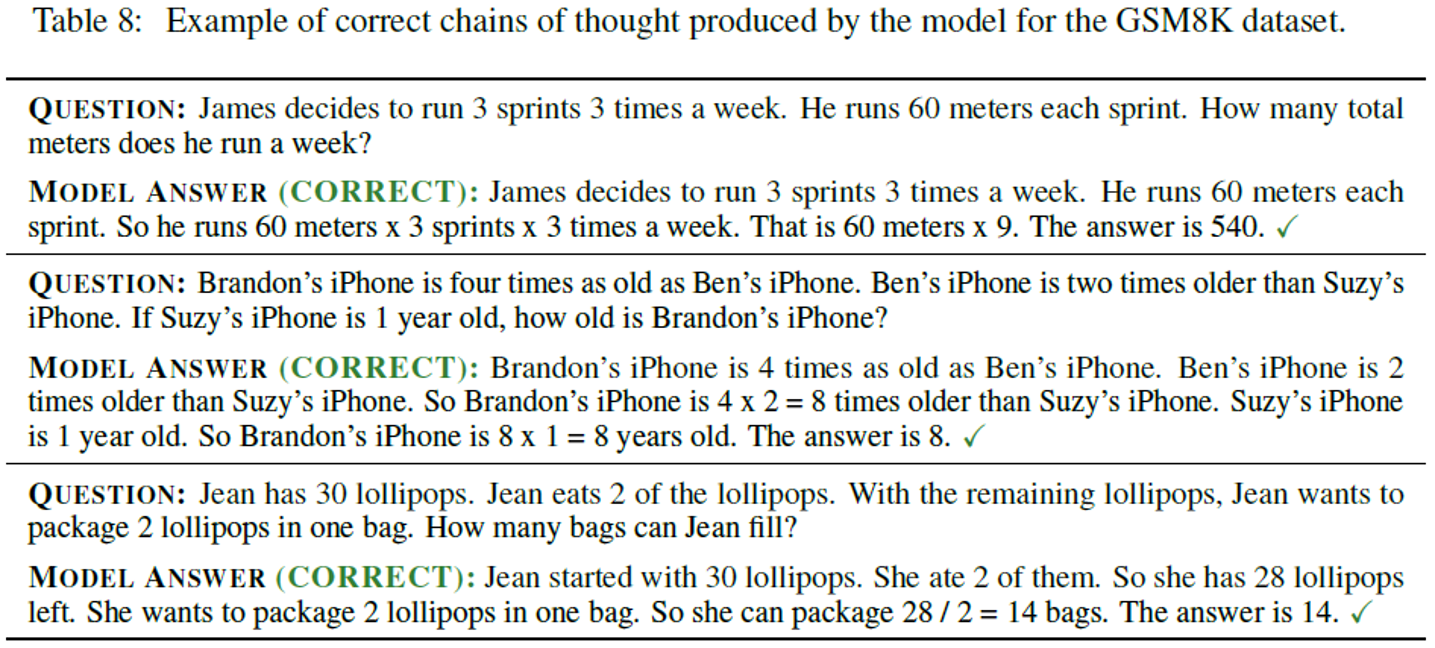 Table 8: Example of correct chains of thought produced by the model for the GSM8K dataset.
QUESTION: James decides to run 3 sprints 3 times a week. He runs 60 meters each sprint. How many total
meters does he run a week?
MODEL ANSWER (CORRECT): James decides to run 3 sprints 3 times a week. He runs 60 meters each
sprint. So he runs 60 meters x 3 sprints x 3 times a week. That is 60 meters x 9. The answer is 540. ✓
QUESTION: Brandon's iPhone is four times as old as Ben's iPhone. Ben's iPhone is two times older than Suzy's
iPhone. If Suzy's iPhone is 1 year old, how old is Brandon's iPhone?
MODEL ANSWER (CORRECT): Brandon's iPhone is 4 times as old as Ben's iPhone. Ben's iPhone is 2
times older than Suzy's iPhone. So Brandon's iPhone is 4 x 2 = 8 times older than Suzy's iPhone. Suzy's iPhone
is 1 year old. So Brandon's iPhone is 8 x 1 = 8 years old. The answer is 8. ✓
QUESTION: Jean has 30 lollipops. Jean eats 2 of the lollipops. With the remaining lollipops, Jean wants to
package 2 lollipops in one bag. How many bags can Jean fill?
MODEL ANSWER (CORRECT): Jean started with 30 lollipops. She ate 2 of them. So she has 28 lollipops
left. She wants to package 2 lollipops in one bag. So she can package 28 / 2 = 14 bags. The answer is 14. ✓